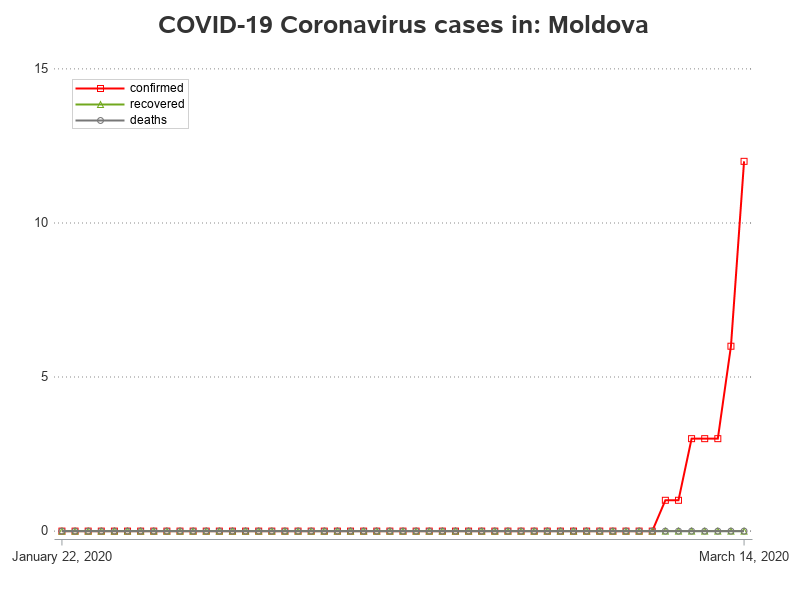 COVID-19 Coronavirus cases in: Moldova
15
confirmed
recovered
deaths
10
5
0
January 22, 2020
March 14, 2020